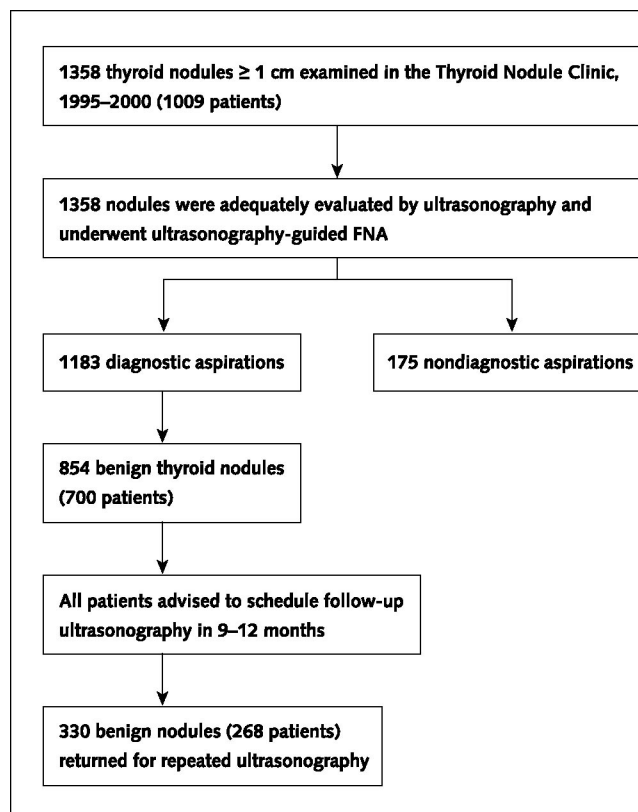 1358 thyroid nodules ≥ 1 cm examined in the Thyroid Nodule Clinic,
1995–2000 (1009 patients)
1358 nodules were adequately evaluated by ultrasonography and
underwent ultrasonography-guided FNA
1183 diagnostic aspirations
175 nondiagnostic aspirations
854 benign thyroid nodules
(700 patients)
All patients advised to schedule follow-up
ultrasonography in 9–12 months
330 benign nodules (268 patients)
returned for repeated ultrasonography